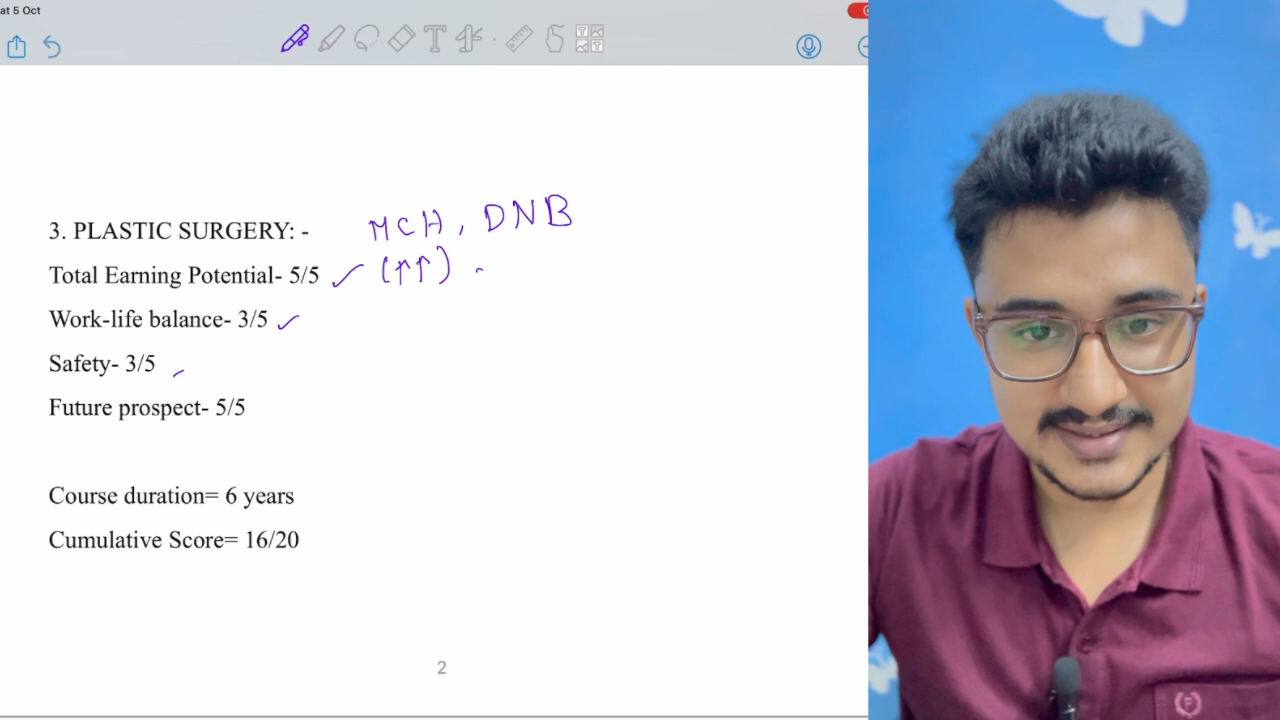 at 5 Oct
T
3. PLASTIC SURGERY: - MCH, DNB
Total Earning Potential- 5/5 ✓ (↑↑)
Work-life balance- 3/5 ✓
Safety- 3/5
Future prospect- 5/5
Course duration= 6 years
Cumulative Score= 16/20
2